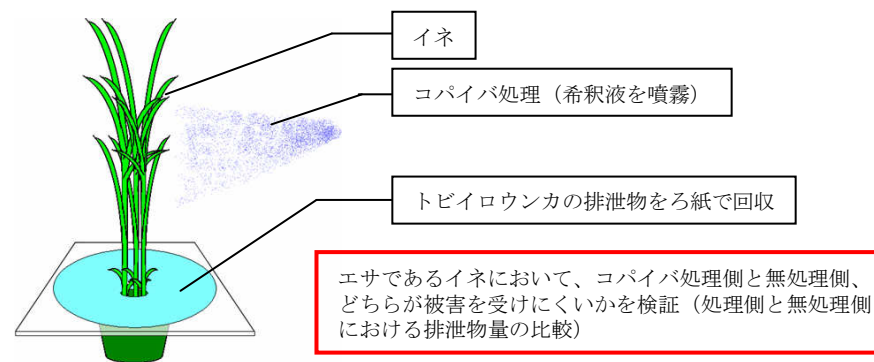 イネ
コパイバ処理（希釈液を噴霧）
トビイロウンカの排泄物をろ紙で回収
エサであるイネにおいて、コパイバ処理側と無処理側、
どちらが被害を受けにくいかを検証（処理側と無処理側
における排泄物量の比較）